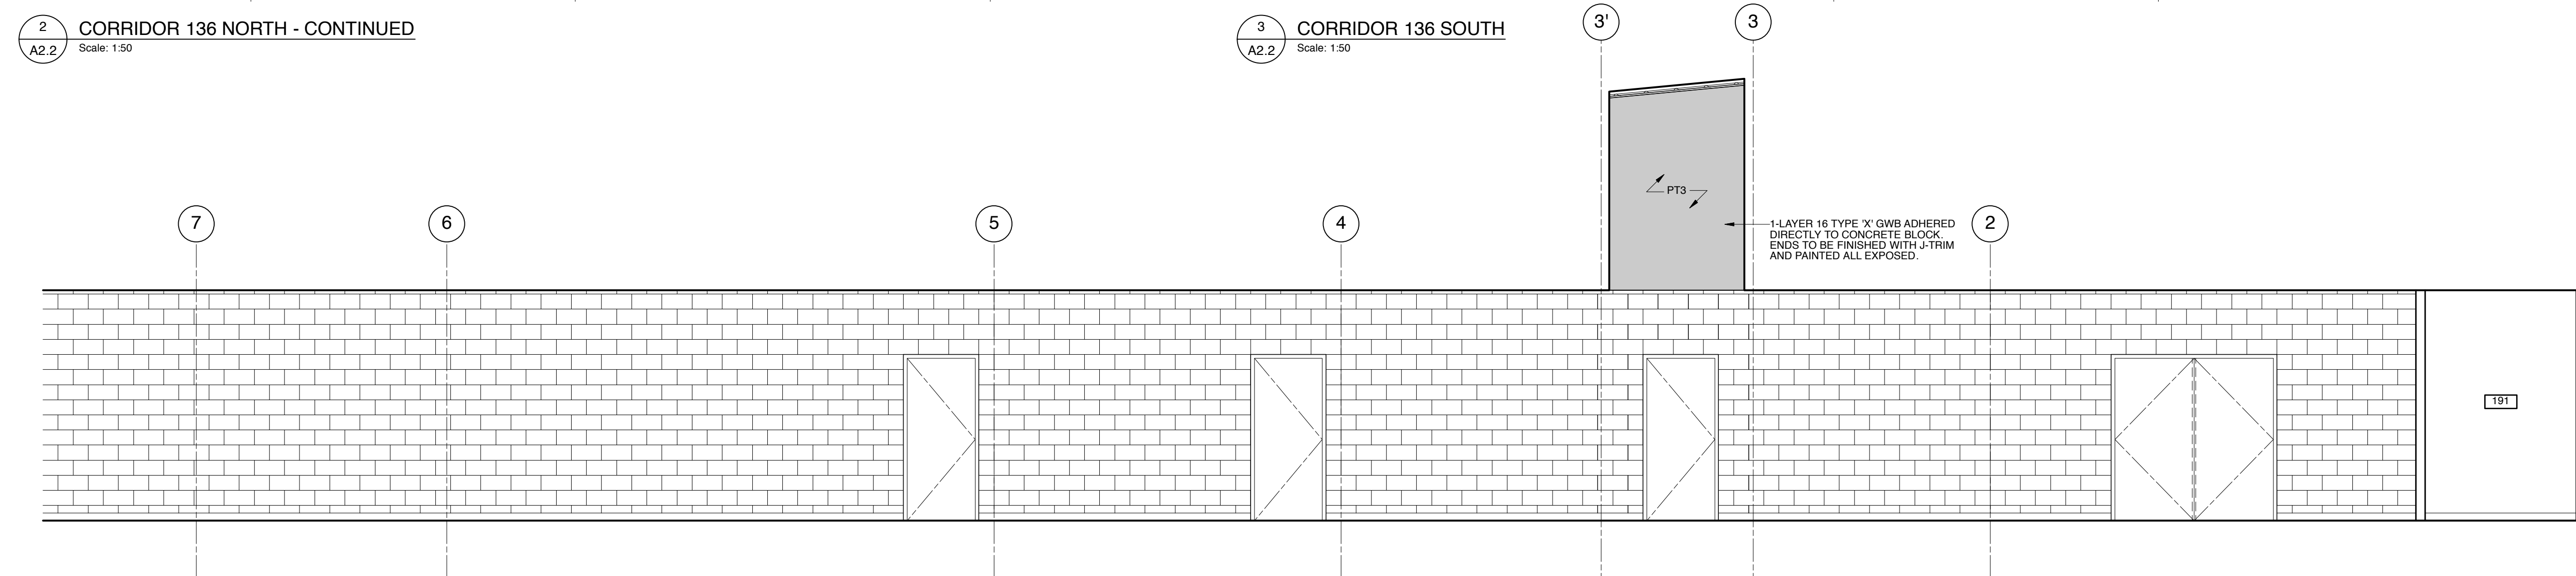 2
A2.2
CORRIDOR 136 NORTH - CONTINUED
Scale: 1:50
3
A2.2
CORRIDOR 136 SOUTH
Scale: 1:50
3'
3
7
6
5
4
2
PT3
1-LAYER 16 TYPE 'X' GWB ADHERED
DIRECTLY TO CONCRETE BLOCK.
ENDS TO BE FINISHED WITH J-TRIM
AND PAINTED ALL EXPOSED.
191